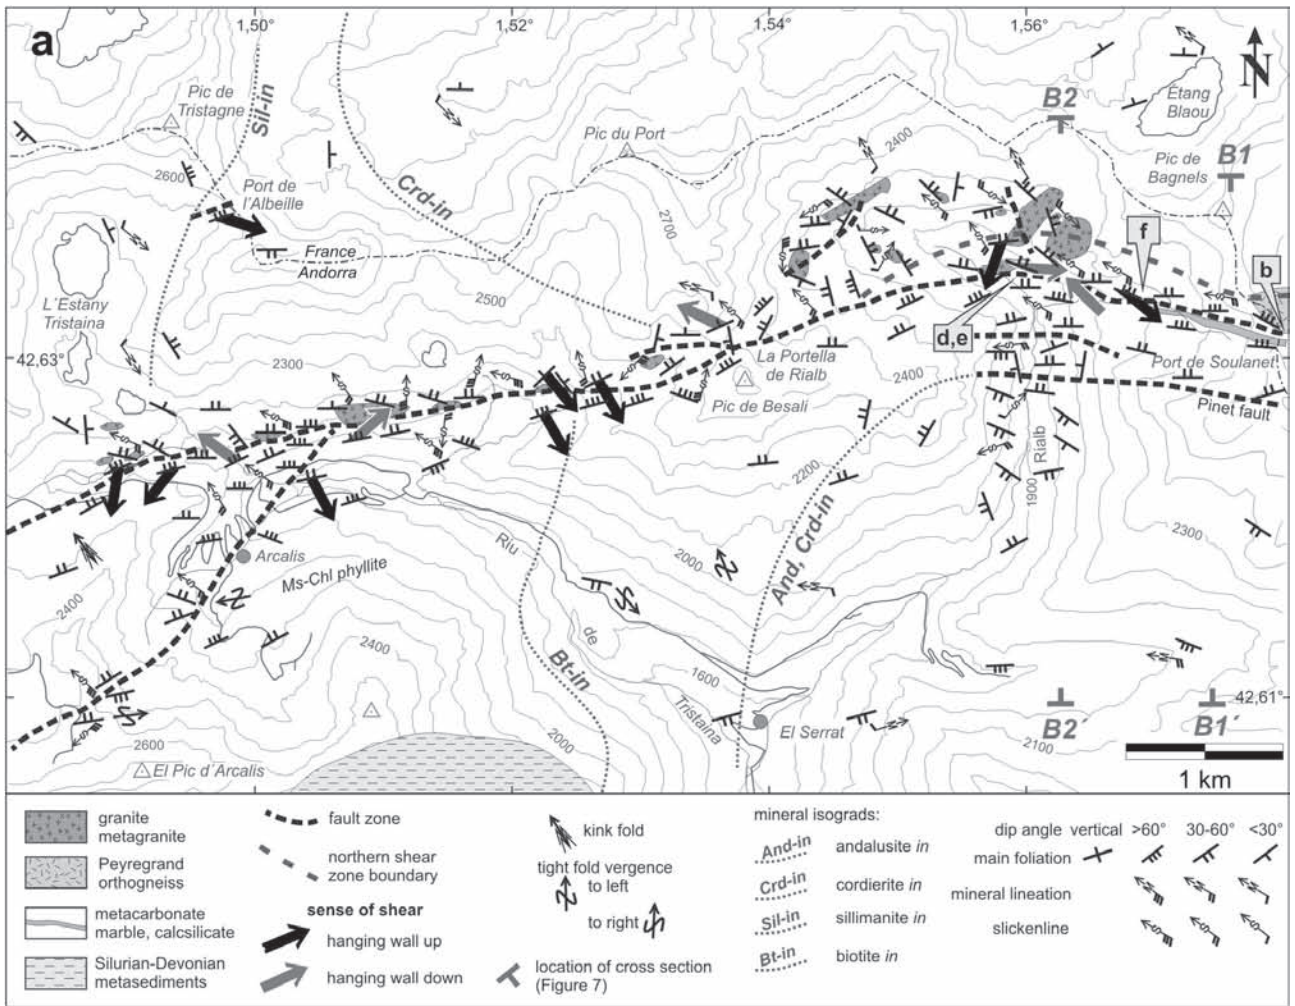 a
1,50°
1,52°
1,54°
1,56°
N
Pic de
Tristagne
Sil-in
Pic du Port
B2
Étang
Blaou
2400
Pic de
Bagnels
B1
2600
Port de
l'Albeille
Crd-in
2700
France
Andorra
f
b
L'Estany
Tristaina
2500
d,e
42,63°
2300
La Portella
de Rialb
Pic de Besali
2400
1900
Port de Soulanet
Pinet fault
Rialb
2200
Arcalis
Riu
2000
And, Crd-in
2300
Ms-Chl phyllite
2400
de
2400
Bt-in
1600
Tristaina
El Serrat
42,61°
B2´
B1´
2600
El Pic d´Arcalis
2000
2100
1 km
granite
metagranite
Peyregrand
orthogneiss
metacarbonate
marble, calcsilicate
Silurian-Devonian
metasediments
fault zone
northern shear
zone boundary
sense of shear
hanging wall up
hanging wall down
kink fold
tight fold vergence
to left
to right
location of cross section
(Figure 7)
mineral isograds:
And-in andalusite in
Crd-in cordierite in
Sil-in sillimanite in
Bt-in biotite in
dip angle vertical >60° 30-60° <30°
main foliation
mineral lineation
slickenline